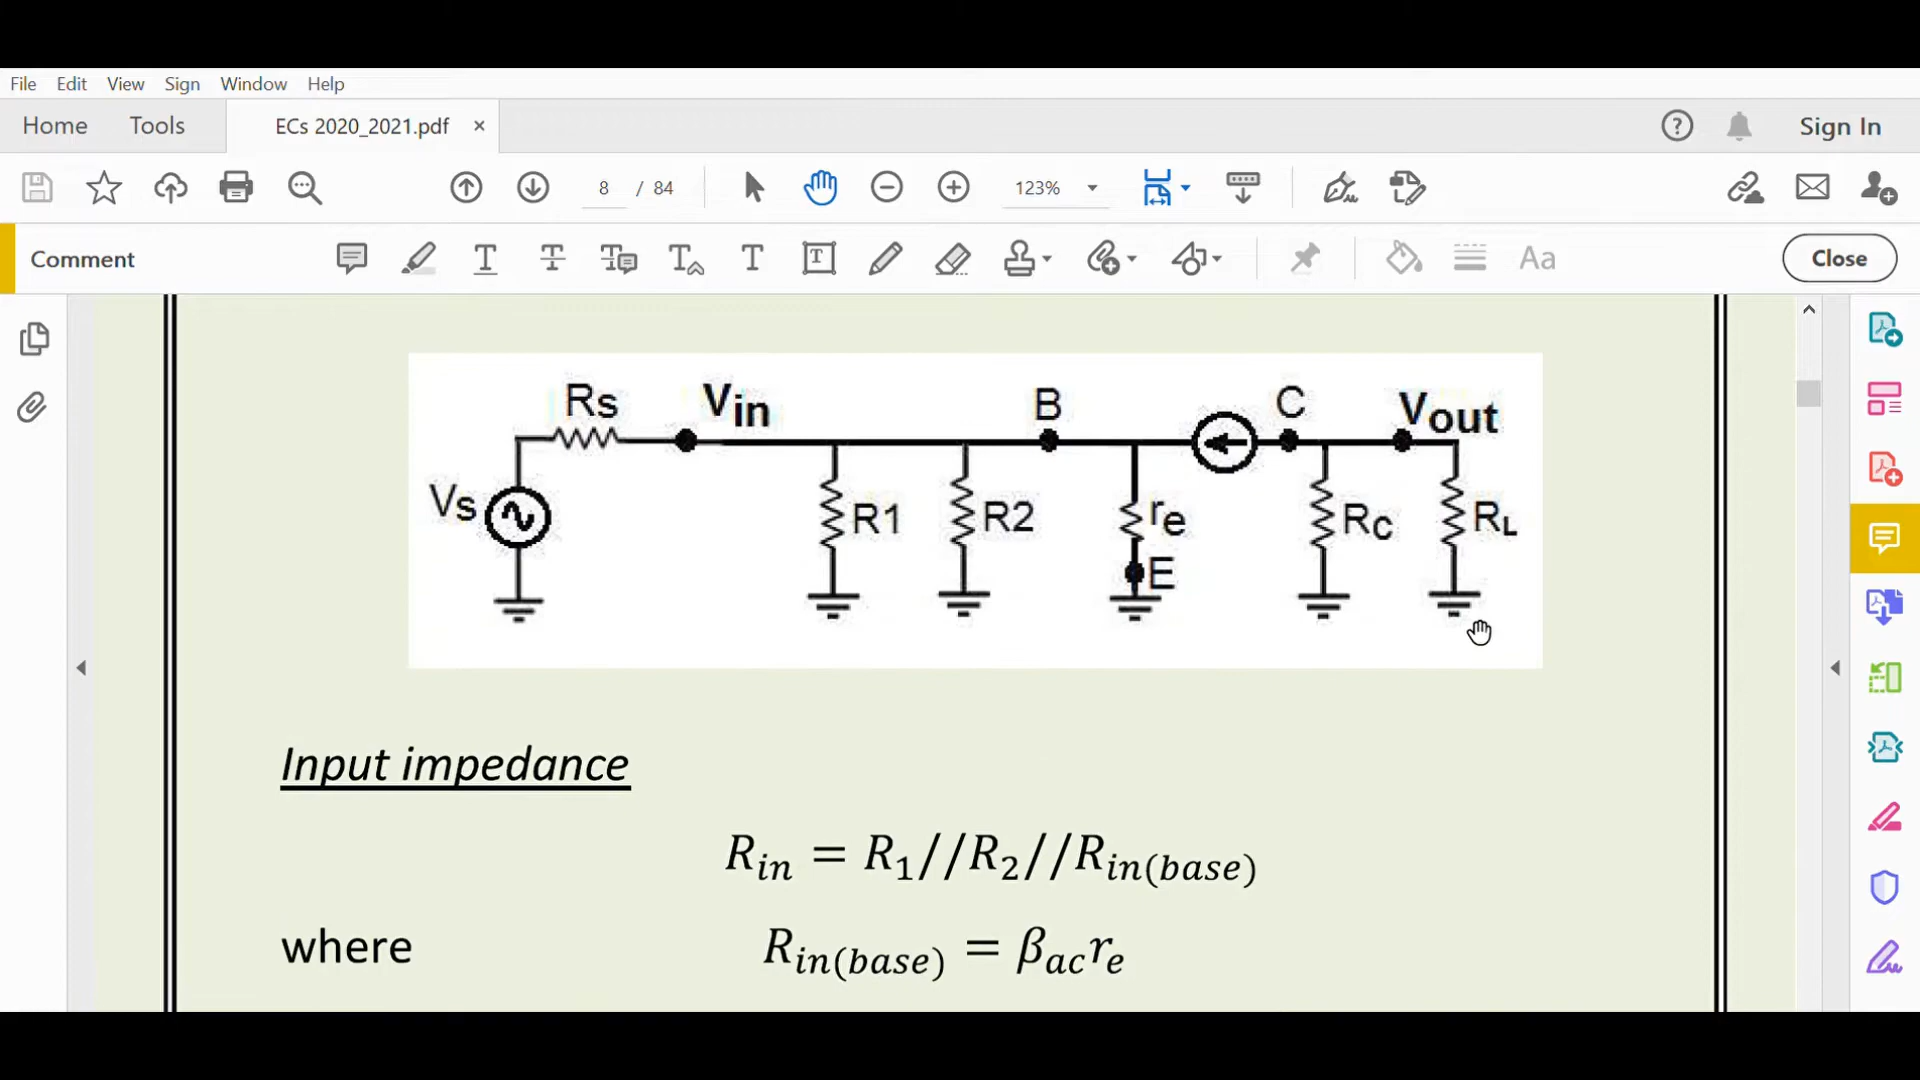 File Edit View Sign Window Help
Home Tools ECs 2020_2021.pdf × Sign In
8 / 84 123%
Comment Aa Close
Rs Vin B C Vout
Vs R1 R2 re RC RL
E
Input impedance
Rin = R1//R2//Rin(base)
where Rin(base) = βacre